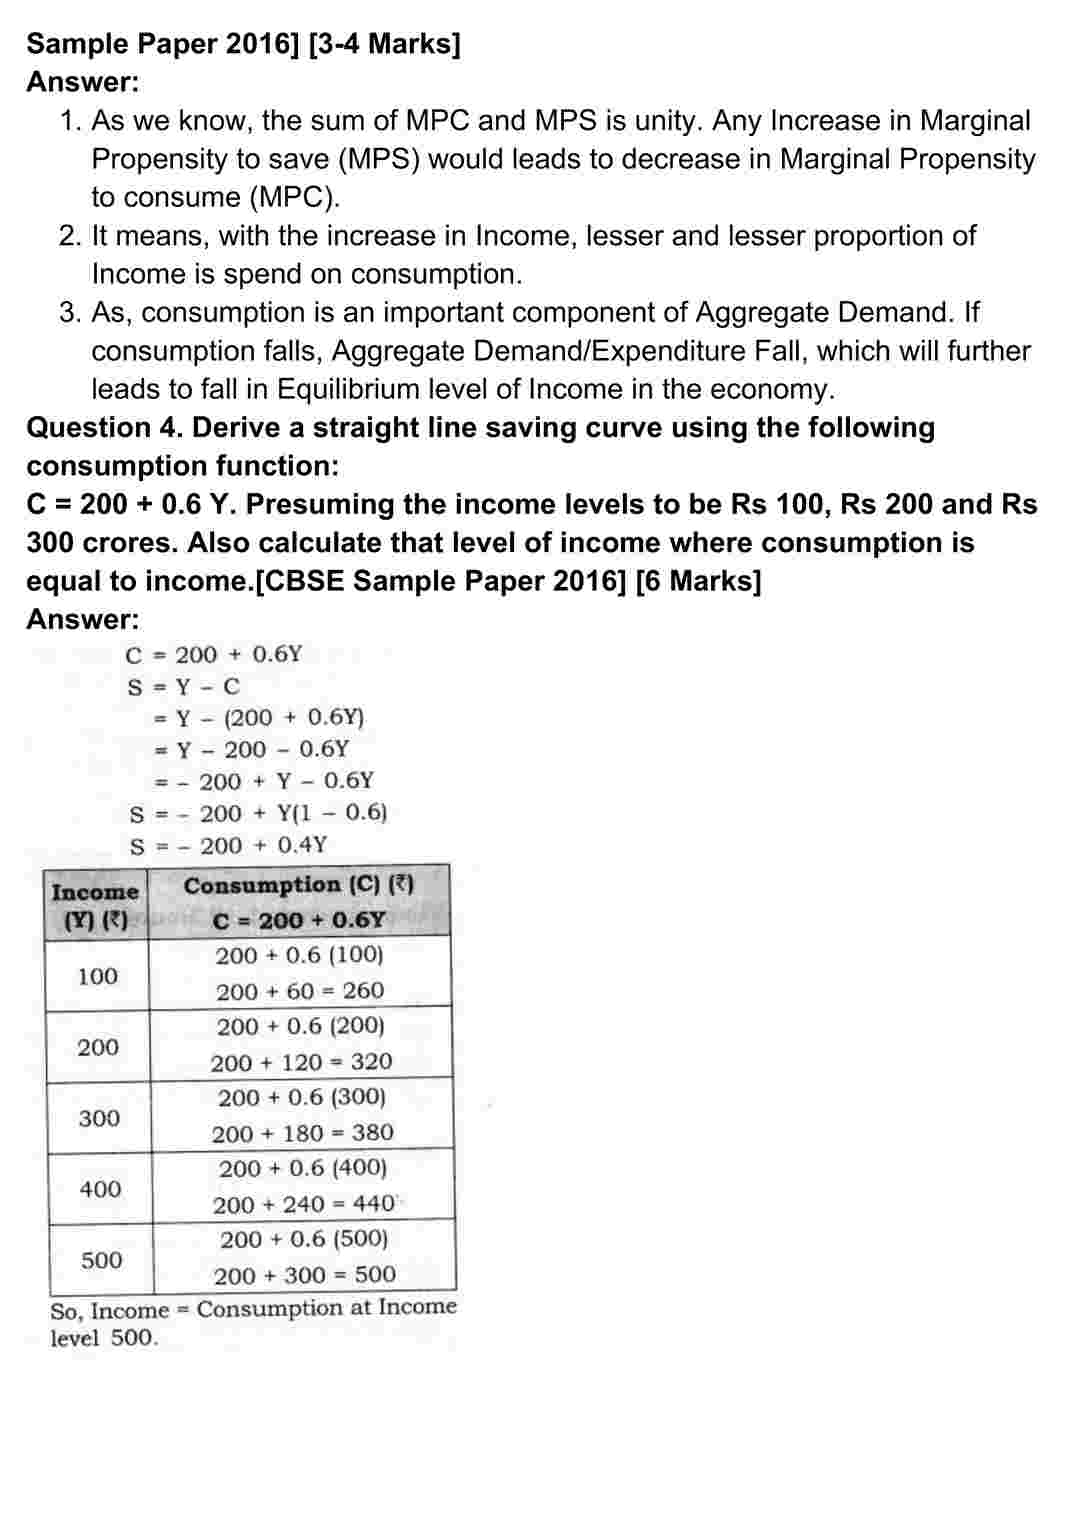 Sample Paper 2016] [3-4 Marks]
Answer:
1. As we know, the sum of MPC and MPS is unity. Any Increase in Marginal
Propensity to save (MPS) would leads to decrease in Marginal Propensity
to consume (MPC).
2. It means, with the increase in Income, lesser and lesser proportion of
Income is spend on consumption.
3. As, consumption is an important component of Aggregate Demand. If
consumption falls, Aggregate Demand/Expenditure Fall, which will further
leads to fall in Equilibrium level of Income in the economy.
Question 4. Derive a straight line saving curve using the following
consumption function:
C = 200 + 0.6 Y. Presuming the income levels to be Rs 100, Rs 200 and Rs
300 crores. Also calculate that level of income where consumption is
equal to income.[CBSE Sample Paper 2016] [6 Marks]
Answer:
C = 200 + 0.6Y
S = Y – C
= Y – (200 + 0.6Y)
= Y – 200 – 0.6Y
= – 200 + Y – 0.6Y
S = – 200 + Y(1 – 0.6)
S = – 200 + 0.4Y
Income Consumption (C) (₹)
(Y) (₹) C = 200 + 0.6Y
200 + 0.6 (100)
100
200 + 60 = 260
200 + 0.6 (200)
200
200 + 120 = 320
200 + 0.6 (300)
300
200 + 180 = 380
200 + 0.6 (400)
400
200 + 240 = 440
200 + 0.6 (500)
500
200 + 300 = 500
So, Income = Consumption at Income
level 500.